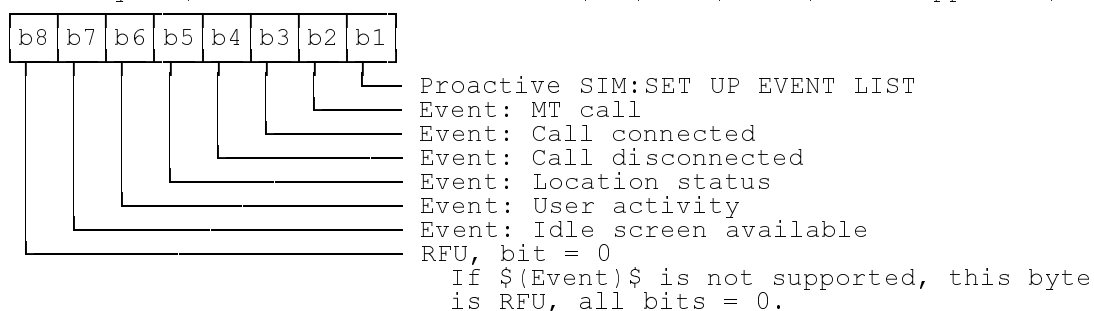 b8 b7 b6 b5 b4 b3 b2 b1
Proactive SIM:SET UP EVENT LIST
Event: MT call
Event: Call connected
Event: Call disconnected
Event: Location status
Event: User activity
Event: Idle screen available
RFU, bit = 0
If $(Event)$ is not supported, this byte
is RFU, all bits = 0.